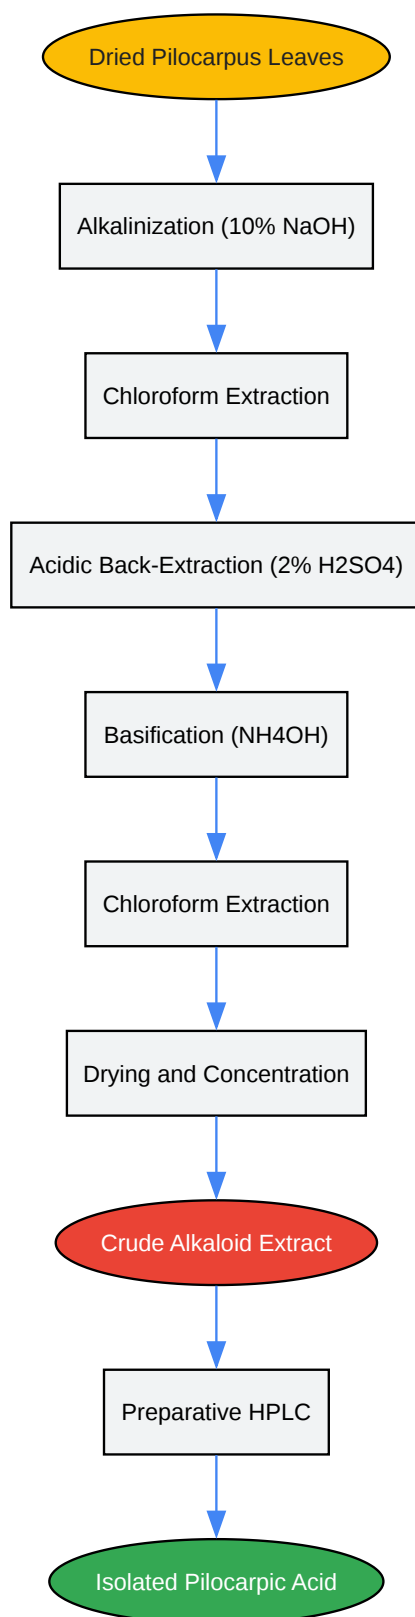 Dried Pilocarpus Leaves
Alkalinization (10% NaOH)
Chloroform Extraction
Acidic Back-Extraction (2% H2SO4)
Basification (NH4OH)
Chloroform Extraction
Drying and Concentration
Crude Alkaloid Extract
Preparative HPLC
Isolated Pilocarpic Acid